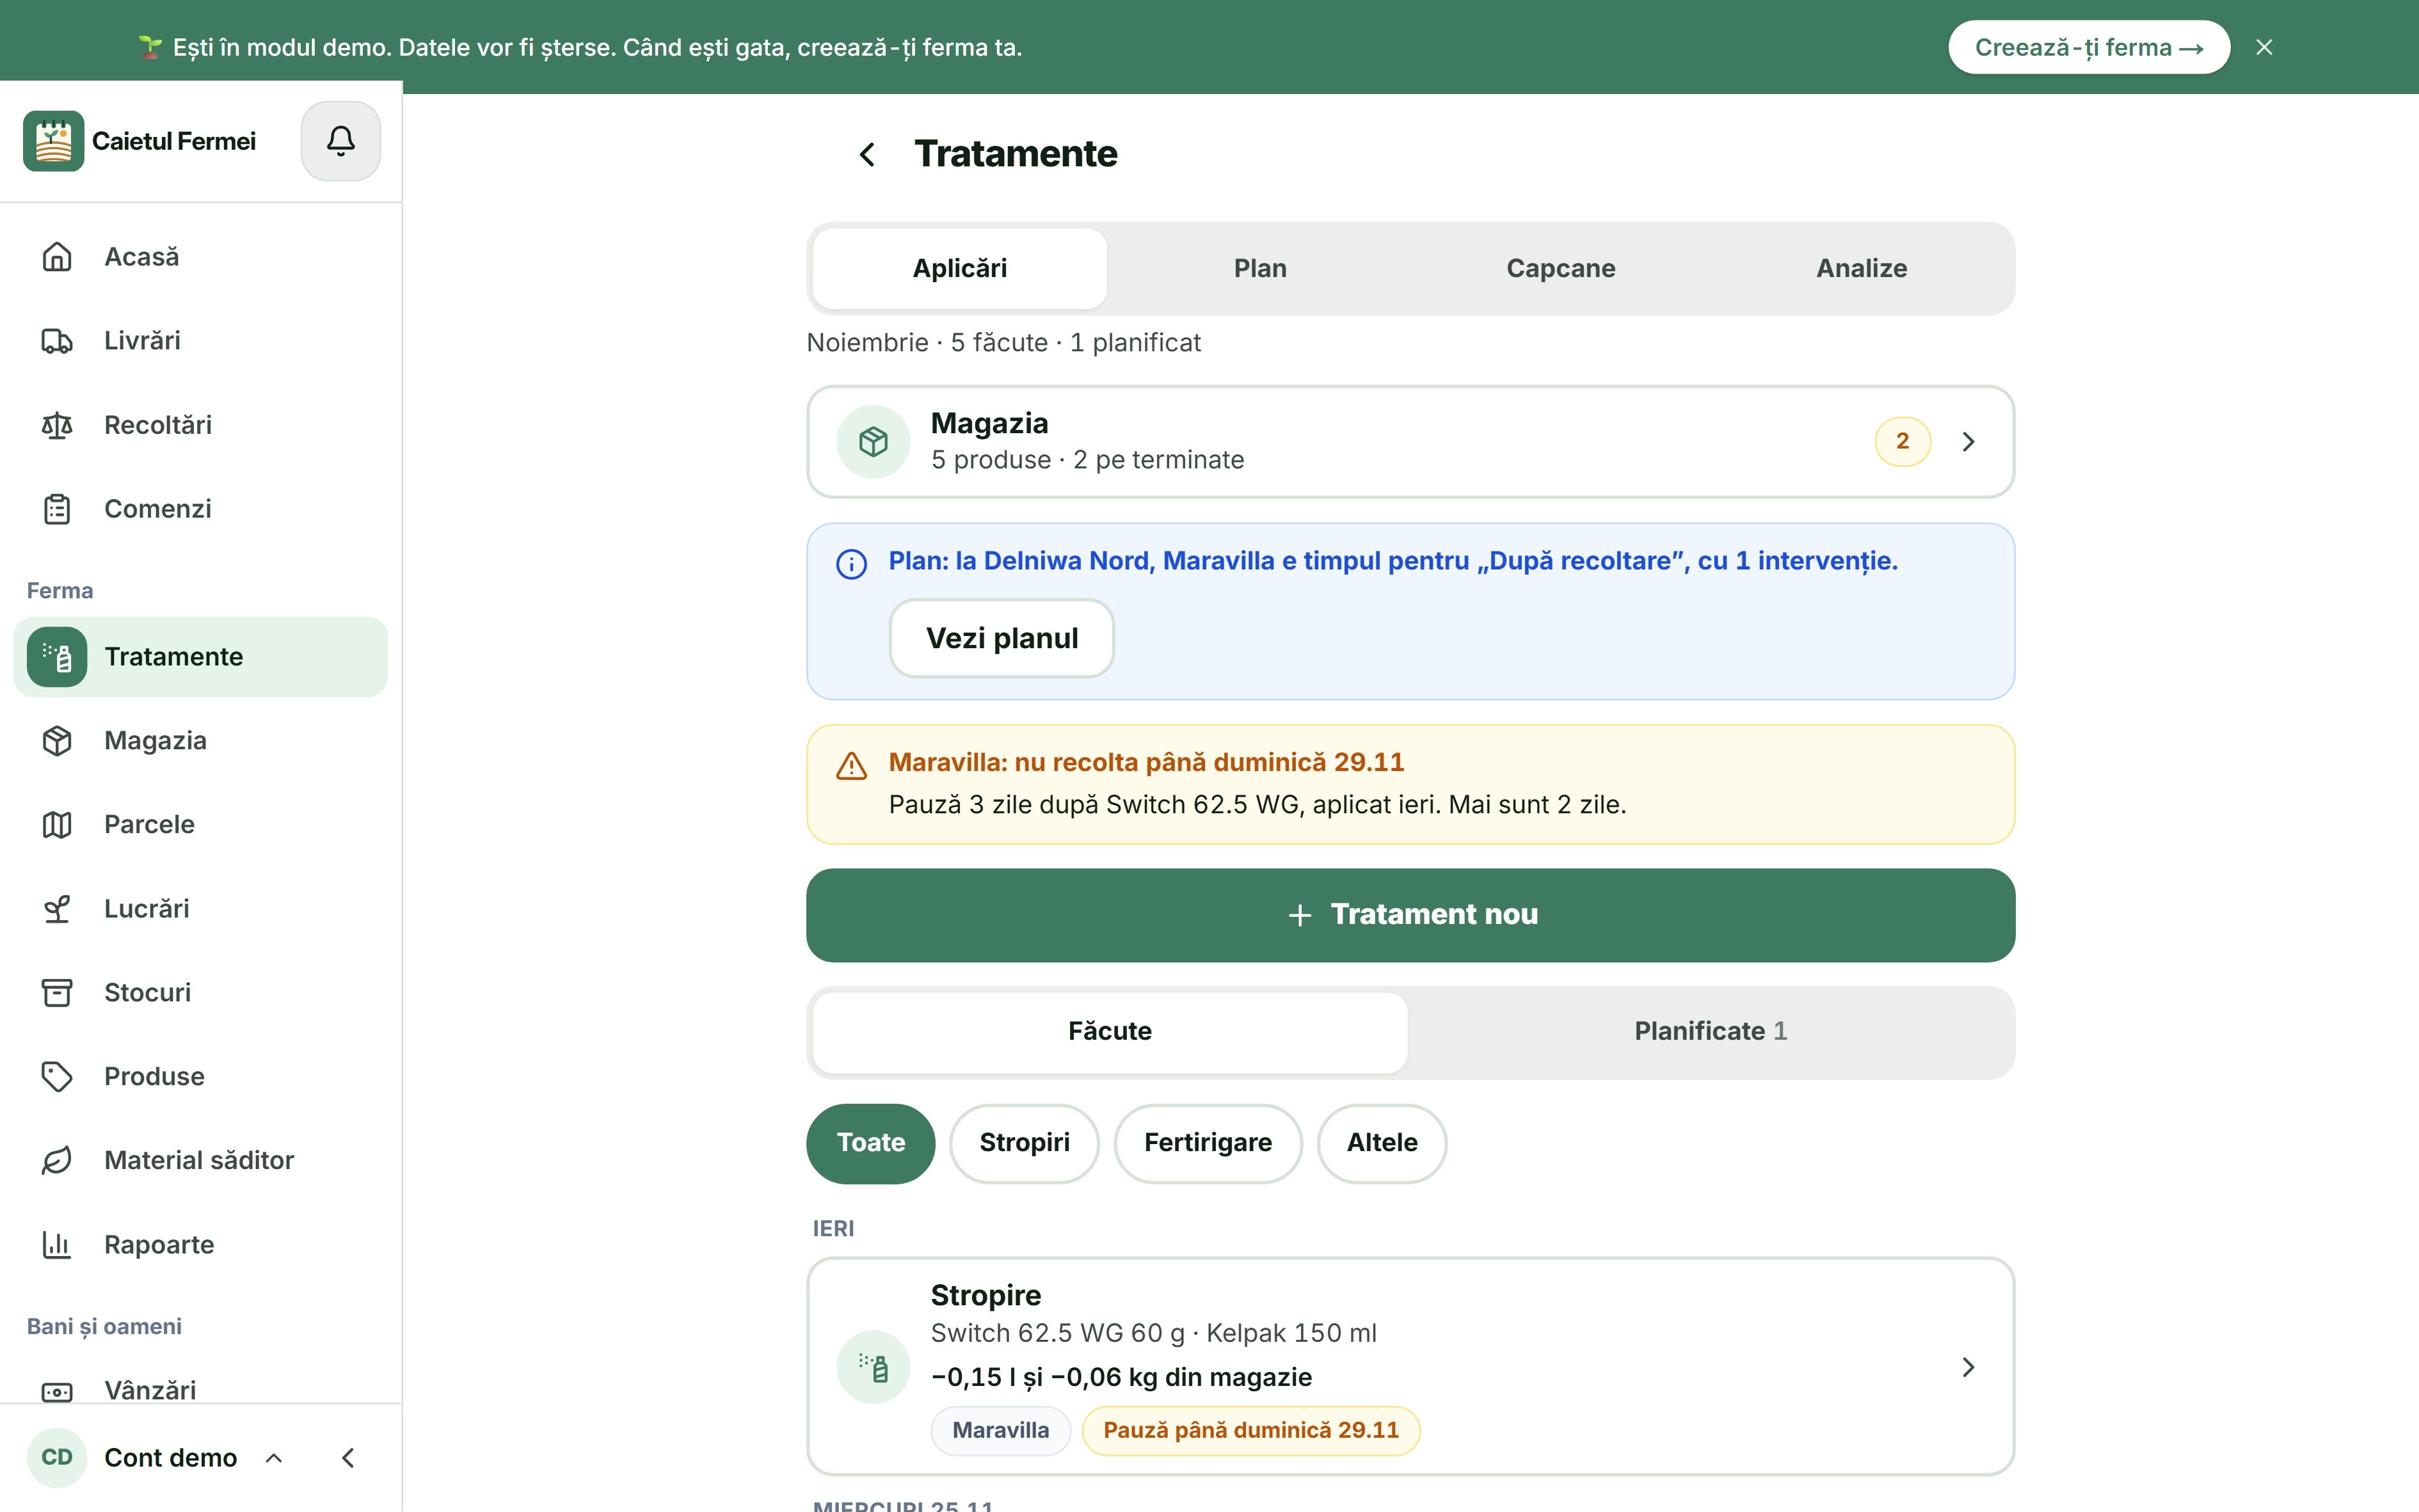 🌱 Ești în modul demo. Datele vor fi șterse. Când ești gata, creează-ți ferma ta.
Creează-ți ferma →
Caietul Fermei
Acasă
Livrări
Recoltări
Comenzi
Ferma
Tratamente
Magazia
Parcele
Lucrări
Stocuri
Produse
Material săditor
Rapoarte
Bani și oameni
Vânzări
CD Cont demo
Tratamente
Aplicări Plan Capcane Analize
Noiembrie · 5 făcute · 1 planificat
Magazia
5 produse · 2 pe terminate
2
Plan: la Delniwa Nord, Maravilla e timpul pentru „După recoltare”, cu 1 intervenție.
Vezi planul
Maravilla: nu recolta până duminică 29.11
Pauză 3 zile după Switch 62.5 WG, aplicat ieri. Mai sunt 2 zile.
+ Tratament nou
Făcute Planificate 1
Toate Stropiri Fertirigare Altele
IERI
Stropire
Switch 62.5 WG 60 g · Kelpak 150 ml
−0,15 l și −0,06 kg din magazie
Maravilla Pauză până duminică 29.11
MIERCURI 25.11